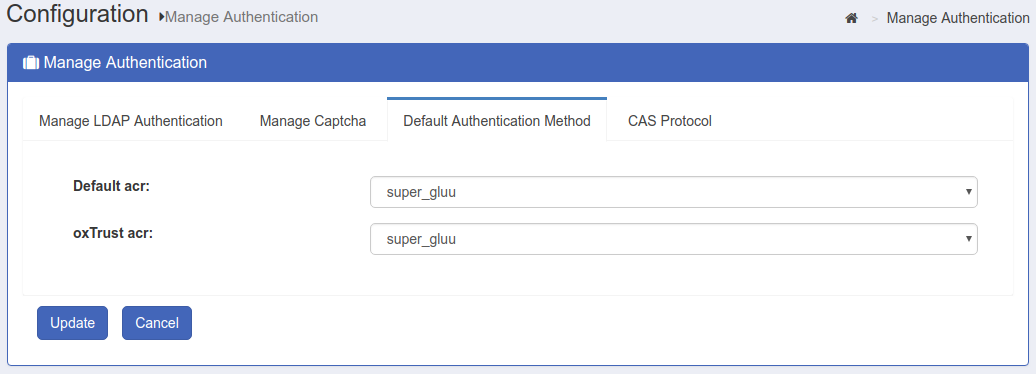 Configuration Manage Authentication
> Manage Authentication
Manage Authentication
Manage LDAP Authentication Manage Captcha Default Authentication Method CAS Protocol
Default acr: super_gluu
oxTrust acr: super_gluu
Update Cancel